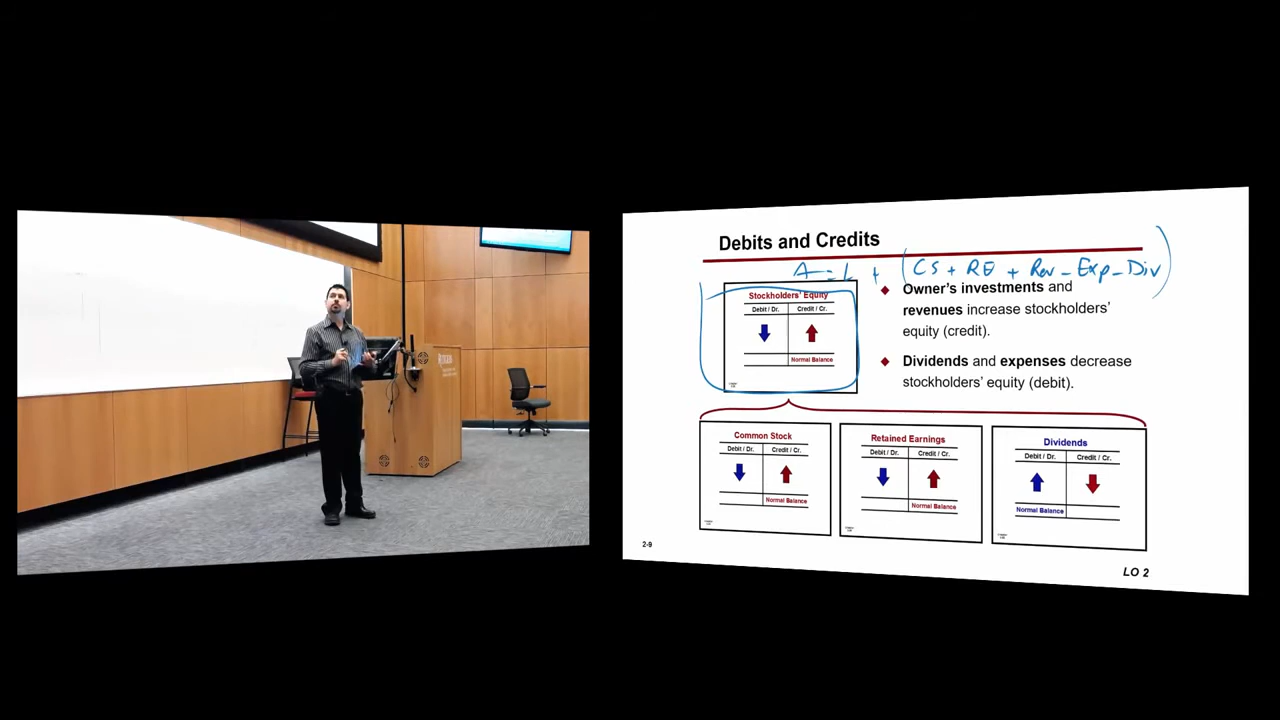 Debits and Credits
A = L + (CS + RE + Rev - Exp - Div)
Stockholders' Equity
Debit / Dr. Credit / Cr.
Normal Balance
◆ Owner's investments and
revenues increase stockholders'
equity (credit).
◆ Dividends and expenses decrease
stockholders' equity (debit).
Common Stock
Debit / Dr. Credit / Cr.
Normal Balance
Retained Earnings
Debit / Dr. Credit / Cr.
Normal Balance
Dividends
Debit / Dr. Credit / Cr.
Normal Balance
2-9
LO 2
RUTGERS